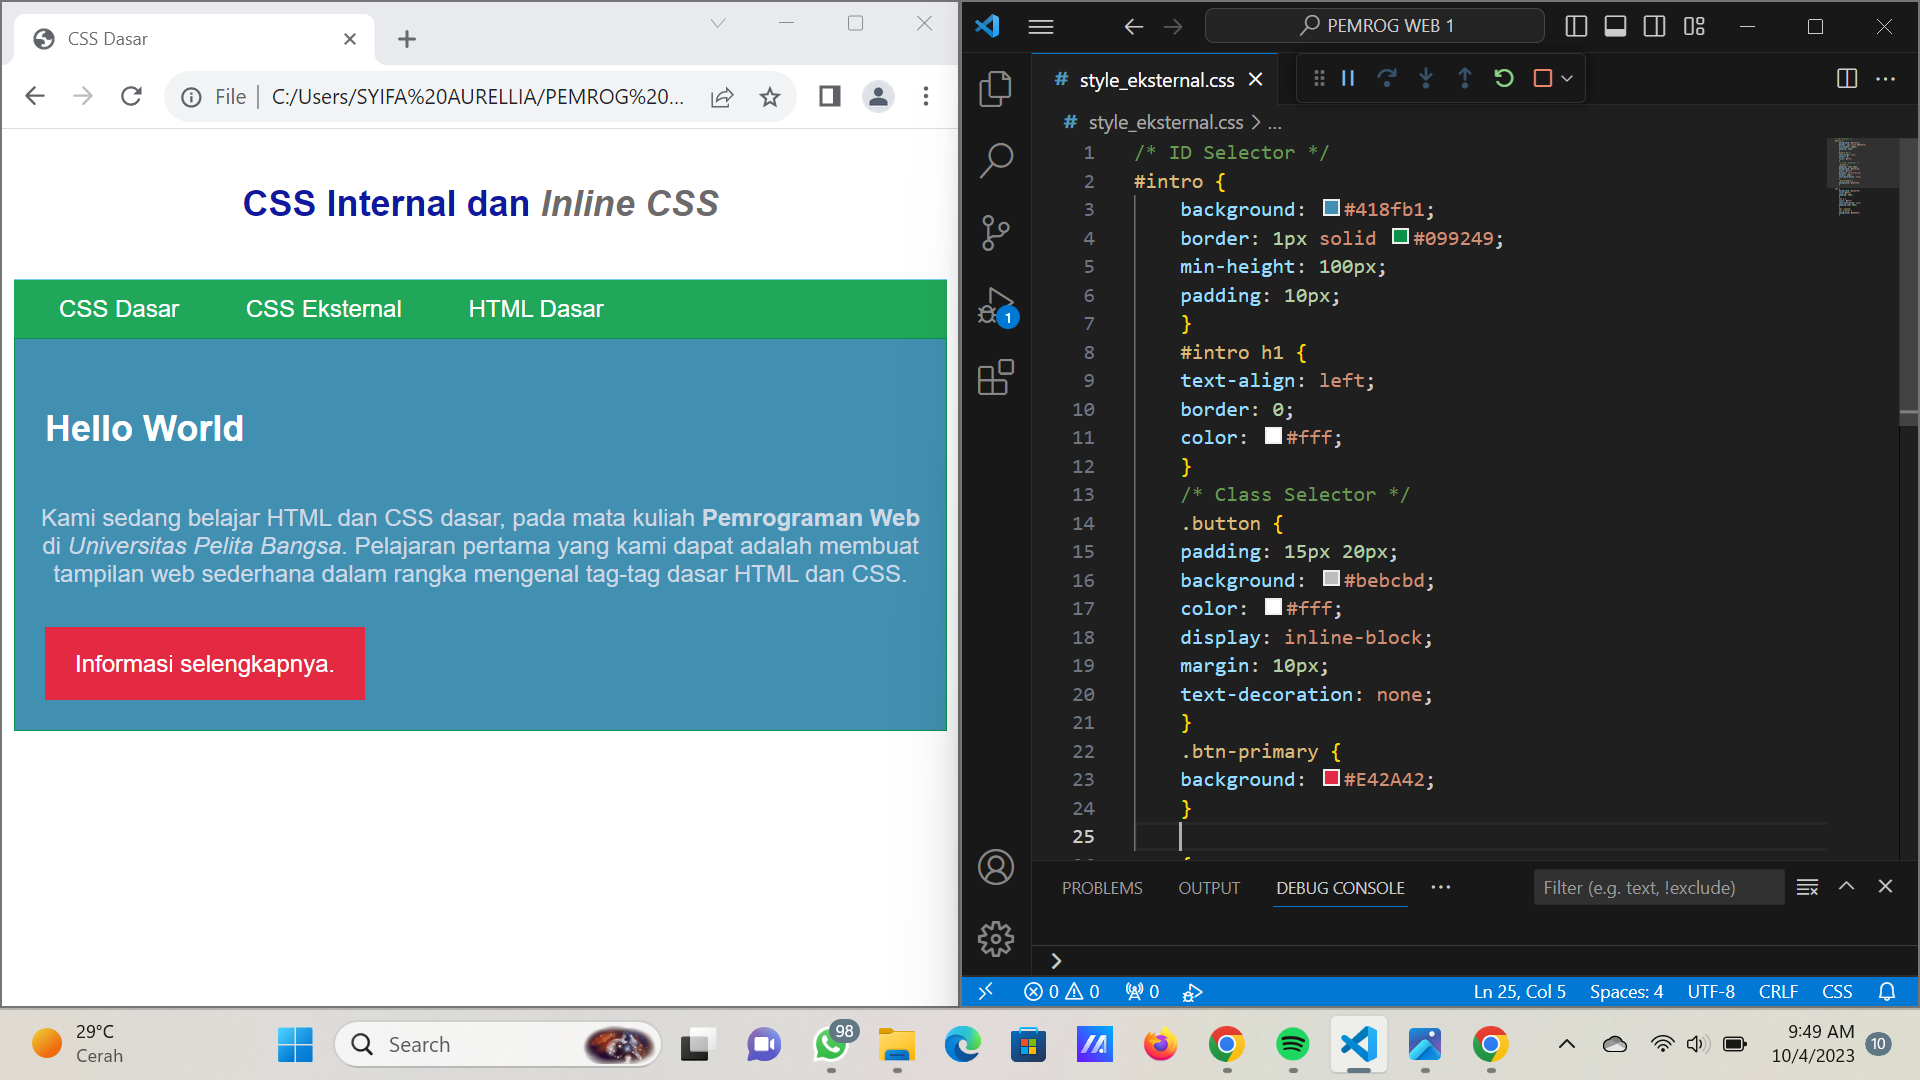 CSS Dasar
File
C:/Users/SYIFA%20AURELLIA/PEMROG%20...
CSS Internal dan Inline CSS
CSS Dasar
CSS Eksternal
HTML Dasar
Hello World
Kami sedang belajar HTML dan CSS dasar, pada mata kuliah Pemrograman Web
di Universitas Pelita Bangsa. Pelajaran pertama yang kami dapat adalah membuat
tampilan web sederhana dalam rangka mengenal tag-tag dasar HTML dan CSS.
Informasi selengkapnya.
PEMROG WEB 1
# style_eksternal.css
# style_eksternal.css > ...
1 /* ID Selector */
2 #intro {
3 background: #418fb1;
4 border: 1px solid #099249;
5 min-height: 100px;
6 padding: 10px;
7 }
8 #intro h1 {
9 text-align: left;
10 border: 0;
11 color: #fff;
12 }
13 /* Class Selector */
14 .button {
15 padding: 15px 20px;
16 background: #bebcbd;
17 color: #fff;
18 display: inline-block;
19 margin: 10px;
20 text-decoration: none;
21 }
22 .btn-primary {
23 background: #E42A42;
24 }
25
1
PROBLEMS
OUTPUT
DEBUG CONSOLE
Filter (e.g. text, !exclude)
0 0 0
Ln 25, Col 5
Spaces: 4
UTF-8
CRLF
CSS
29°C
Cerah
Search
98
9:49 AM
10/4/2023
10